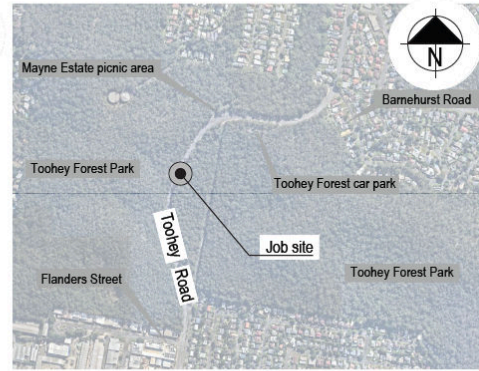 Mayne Estate picnic area
N
Barnehurst Road
Toohey Forest Park
Toohey Forest car park
Toohey Road
Job site
Flanders Street
Toohey Forest Park